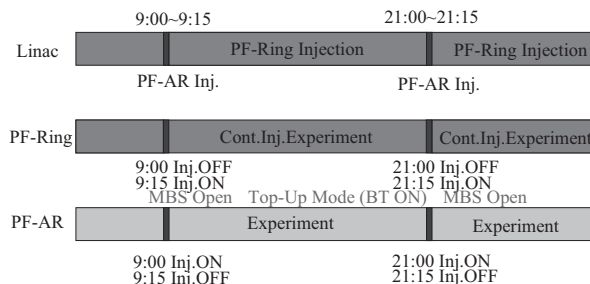 9:00~9:15 21:00~21:15
Linac PF-Ring Injection PF-Ring Injection
PF-AR Inj. PF-AR Inj.
PF-Ring Cont.Inj.Experiment Cont.Inj.Experiment
9:00 Inj.OFF 21:00 Inj.OFF
9:15 Inj.ON 21:15 Inj.ON
MBS Open Top-Up Mode (BT ON) MBS Open
PF-AR Experiment Experiment
9:00 Inj.ON 21:00 Inj.ON
9:15 Inj.OFF 21:15 Inj.OFF